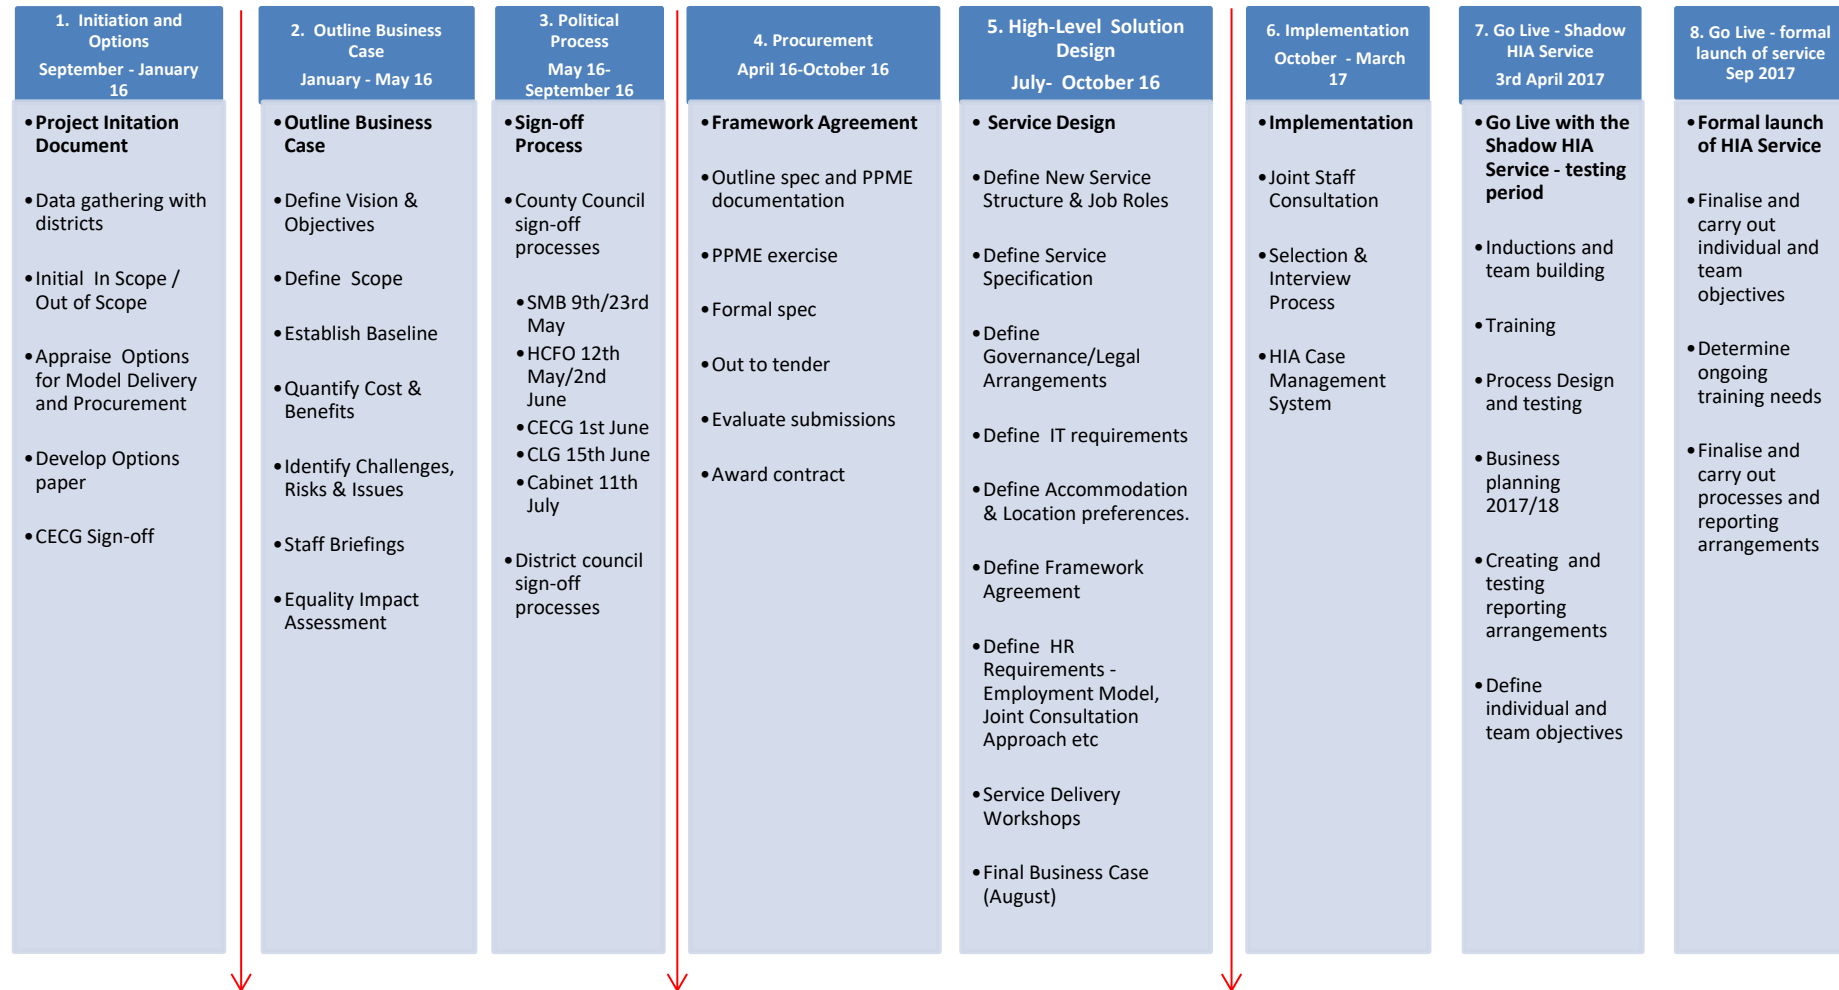 1. Initiation and
Options
September - January
16
• Project Initation
Document
• Data gathering with
districts
• Initial In Scope /
Out of Scope
• Appraise Options
for Model Delivery
and Procurement
• Develop Options
paper
• CECG Sign-off
2. Outline Business
Case
January - May 16
• Outline Business
Case
• Define Vision &
Objectives
• Define Scope
• Establish Baseline
• Quantify Cost &
Benefits
• Identify Challenges,
Risks & Issues
• Staff Briefings
• Equality Impact
Assessment
3. Political
Process
May 16-
September 16
• Sign-off
Process
• County Council
sign-off
processes
• SMB 9th/23rd
May
• HCFO 12th
May/2nd
June
• CECG 1st June
• CLG 15th June
• Cabinet 11th
July
• District council
sign-off
processes
4. Procurement
April 16-October 16
• Framework Agreement
• Outline spec and PPME
documentation
• PPME exercise
• Formal spec
• Out to tender
• Evaluate submissions
• Award contract
5. High-Level Solution
Design
July- October 16
• Service Design
• Define New Service
Structure & Job Roles
• Define Service
Specification
• Define
Governance/Legal
Arrangements
• Define IT requirements
• Define Accommodation
& Location preferences.
• Define Framework
Agreement
• Define HR
Requirements -
Employment Model,
Joint Consultation
Approach etc
• Service Delivery
Workshops
• Final Business Case
(August)
6. Implementation
October - March
17
• Implementation
• Joint Staff
Consultation
• Selection &
Interview
Process
• HIA Case
Management
System
7. Go Live - Shadow
HIA Service
3rd April 2017
• Go Live with the
Shadow HIA
Service - testing
period
• Inductions and
team building
• Training
• Process Design
and testing
• Business
planning
2017/18
• Creating and
testing
reporting
arrangements
• Define
individual and
team objectives
8. Go Live - formal
launch of service
Sep 2017
• Formal launch
of HIA Service
• Finalise and
carry out
individual and
team
objectives
• Determine
ongoing
training needs
• Finalise and
carry out
processes and
reporting
arrangements